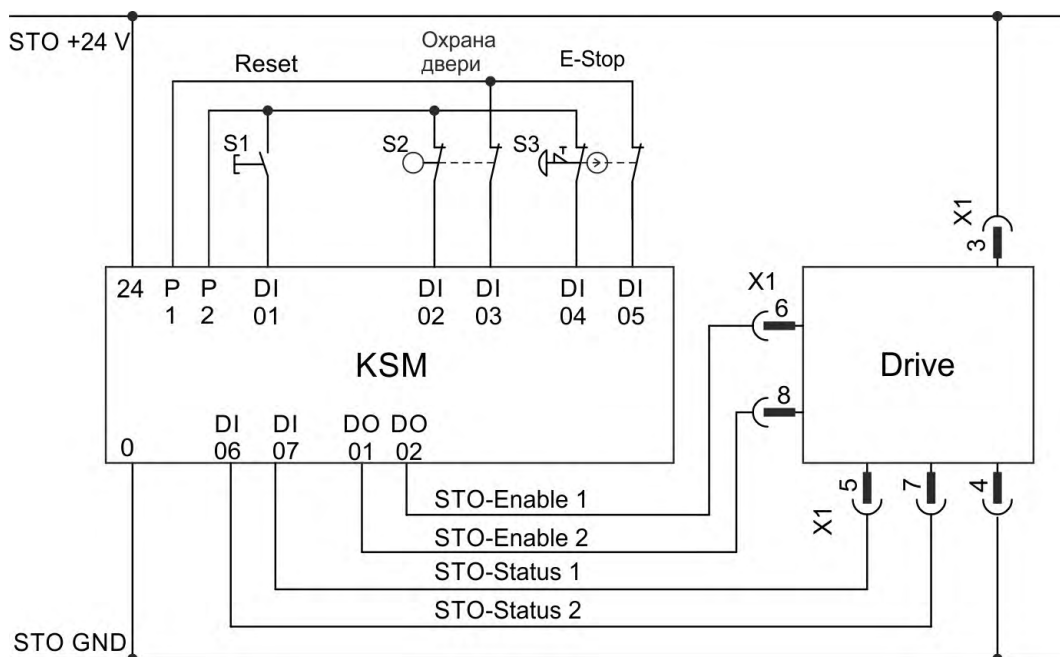 STO +24 V
Reset
Охрана
двери
E-Stop
S1
S2
S3
X1
3
24 P P DI DI DI DI DI
1 2 01 02 03 04 05
X1
6
KSM
Drive
8
0
DI DI DO DO
06 07 01 02
5 7 4
X1
STO-Enable 1
STO-Enable 2
STO-Status 1
STO-Status 2
STO GND